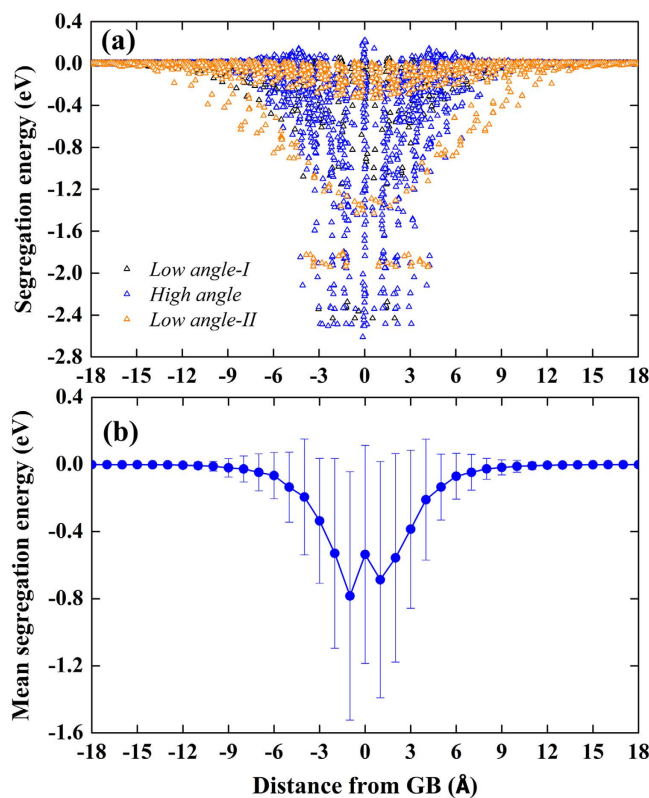 (a)
Segregation energy (eV)
0.4
0.0
-0.4
-0.8
-1.2
-1.6
-2.0
-2.4
-2.8
Low angle-I
High angle
Low angle-II
-18 -15 -12 -9 -6 -3 0 3 6 9 12 15 18
(b)
Mean segregation energy (eV)
0.4
0.0
-0.4
-0.8
-1.2
-1.6
-18 -15 -12 -9 -6 -3 0 3 6 9 12 15 18
Distance from GB (Å)